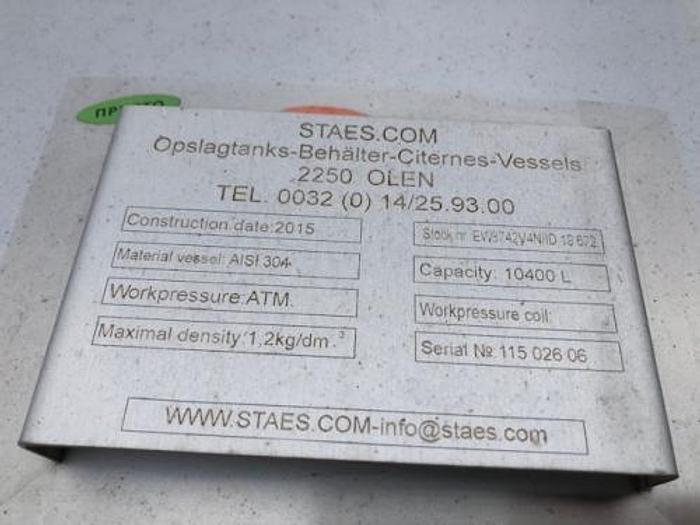 STAES.COM
Opslagtanks-Behälter-Citernes-Vessels
2250 OLEN
TEL. 0032 (0) 14/25.93.00
Construction date:2015
Material vessel: AISI 304
Workpressure:ATM.
Maximal density:1,2kg/dm.³
Stock nr.
Capacity: 10400 L
Workpressure coil:
Serial № 115 026 06
WWW.STAES.COM-info@staes.com